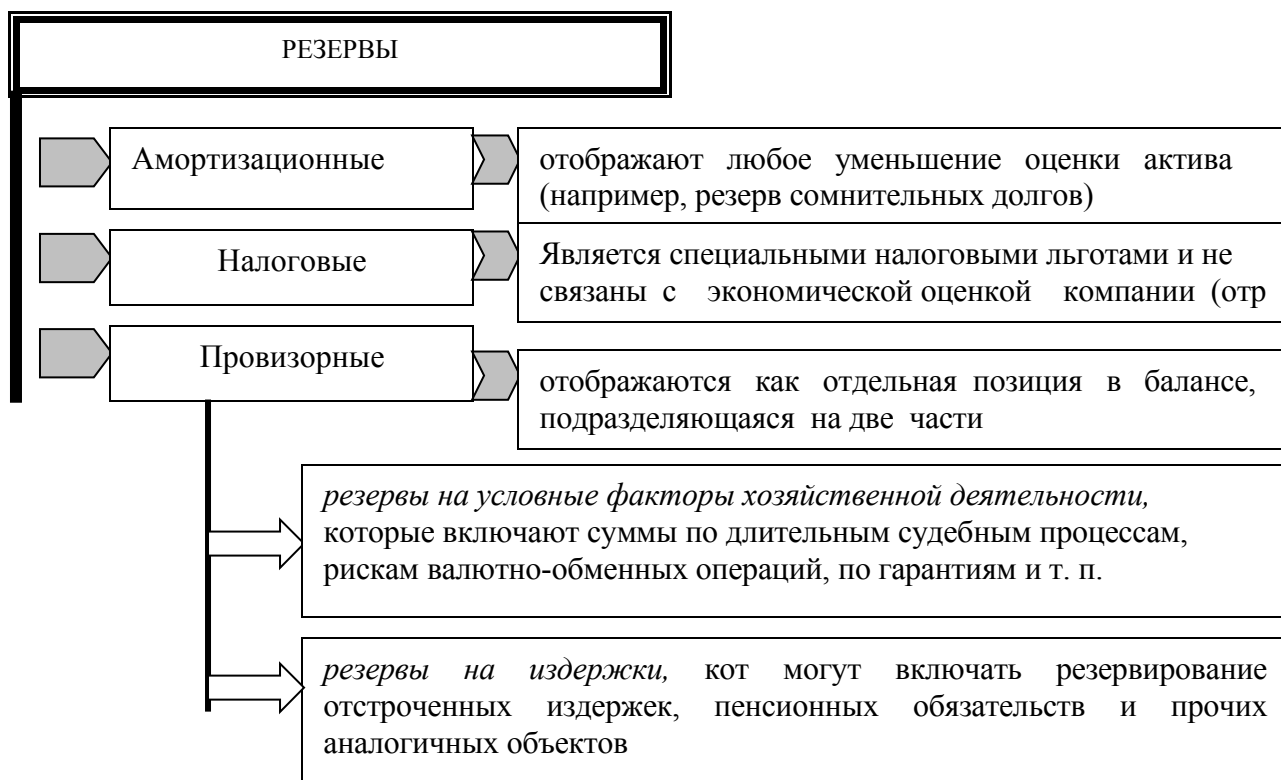 РЕЗЕРВЫ
Амортизационные
отображают любое уменьшение оценки актива
(например, резерв сомнительных долгов)
Налоговые
Является специальными налоговыми льготами и не
связаны с экономической оценкой компании (отр
Провизорные
отображаются как отдельная позиция в балансе,
подразделяющаяся на две части
резервы на условные факторы хозяйственной деятельности,
которые включают суммы по длительным судебным процессам,
рискам валютно-обменных операций, по гарантиям и т. п.
резервы на издержки, кот могут включать резервирование
отстроченных издержек, пенсионных обязательств и прочих
аналогичных объектов